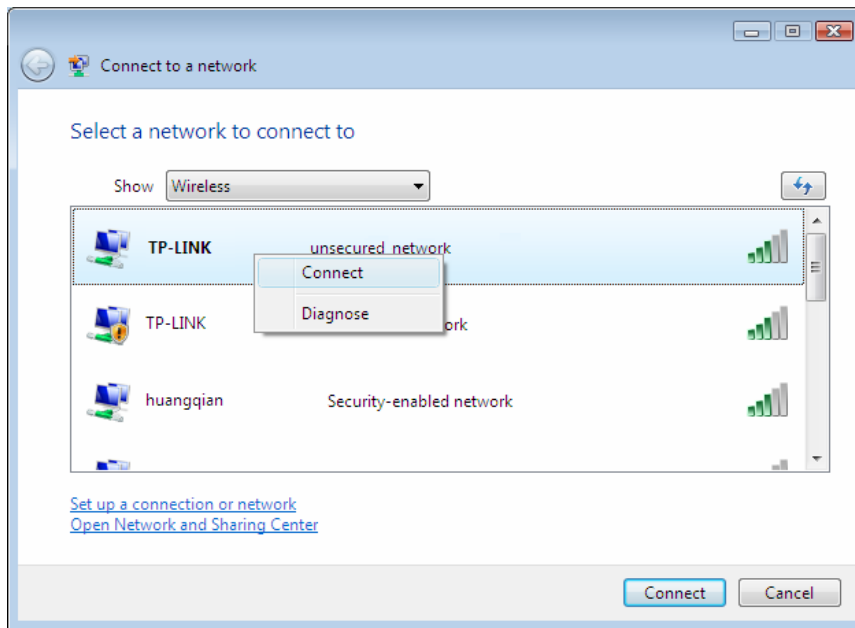 Connect to a network
Select a network to connect to
Show Wireless
TP-LINK unsecured network
Connect
Diagnose
TP-LINK
huangqian Security-enabled network
Set up a connection or network
Open Network and Sharing Center
Connect Cancel